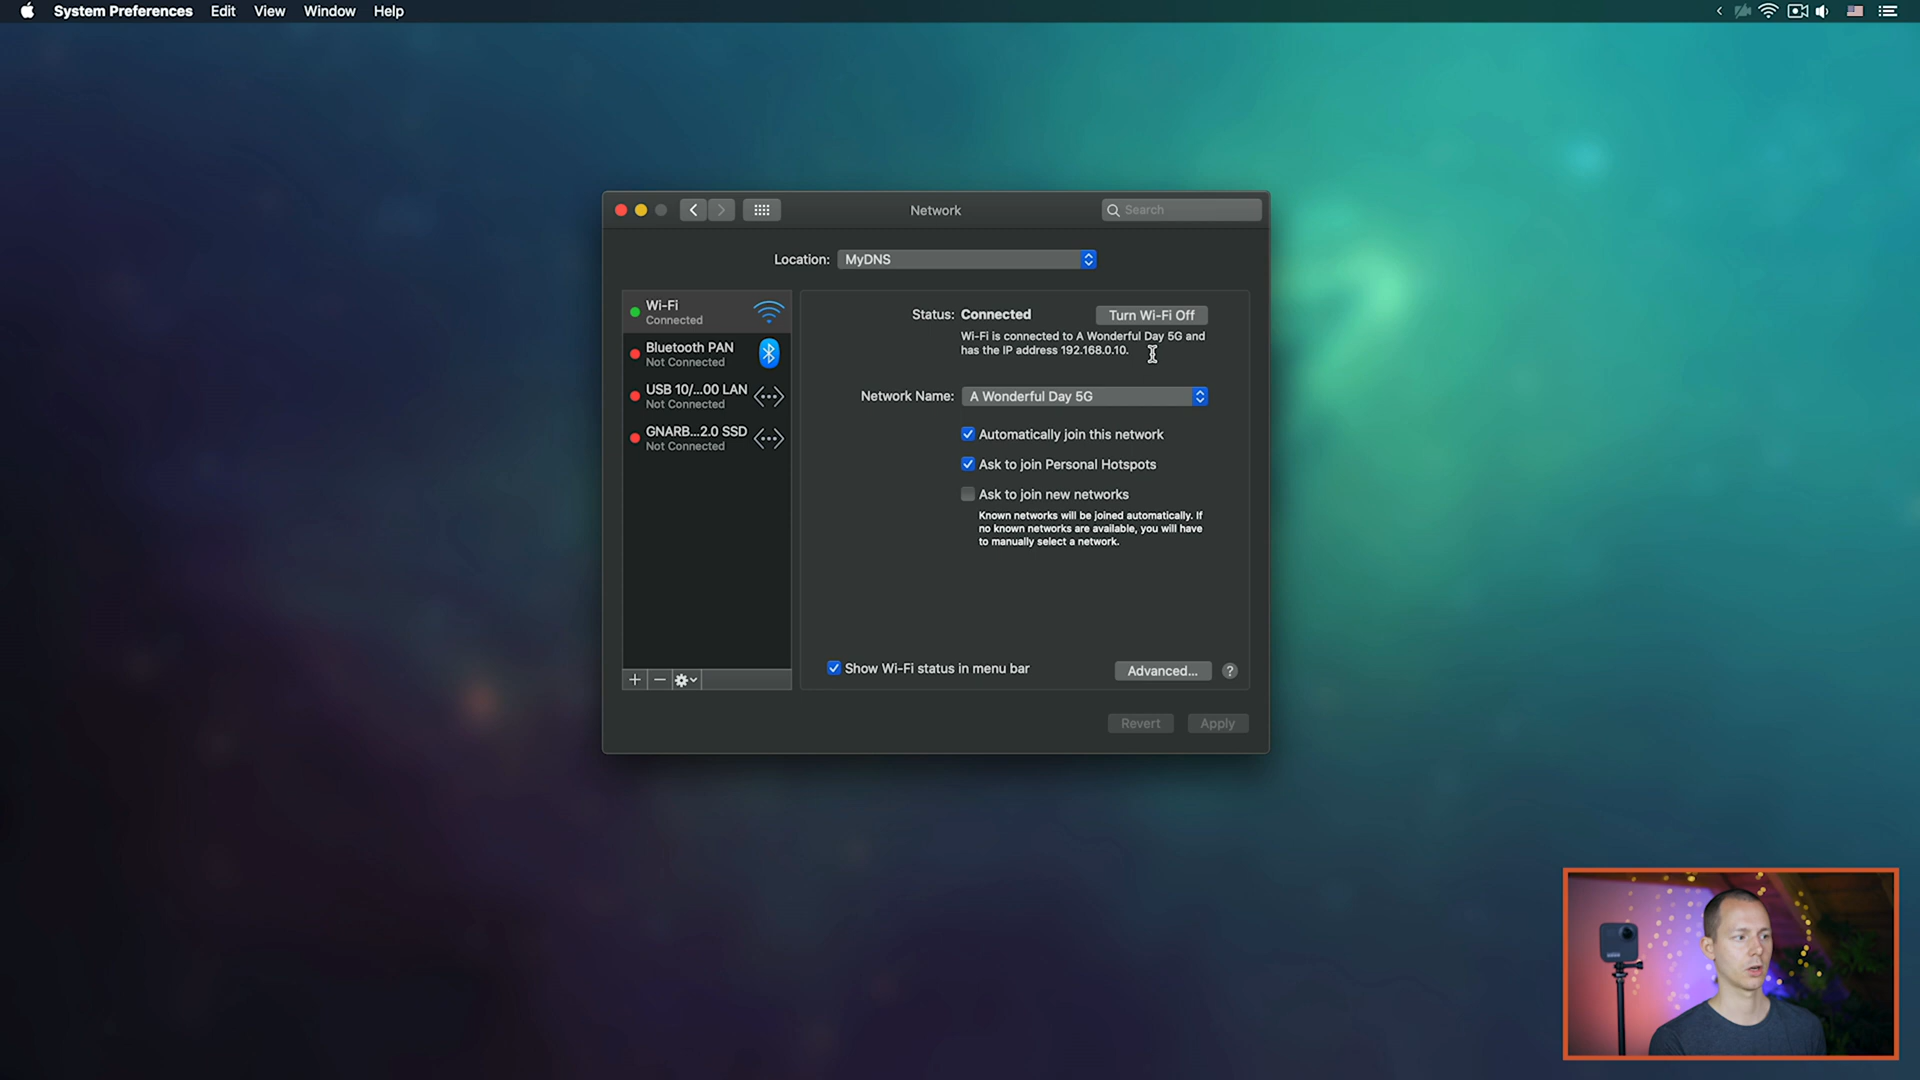 System Preferences Edit View Window Help
Network
Search
Location: MyDNS
Wi-Fi
Connected
Bluetooth PAN
Not Connected
USB 10/...00 LAN
Not Connected
GNARB...2.0 SSD
Not Connected
Status: Connected
Turn Wi-Fi Off
Wi-Fi is connected to A Wonderful Day 5G and
has the IP address 192.168.0.10.
Network Name: A Wonderful Day 5G
Automatically join this network
Ask to join Personal Hotspots
Ask to join new networks
Known networks will be joined automatically. If
no known networks are available, you will have
to manually select a network.
Show Wi-Fi status in menu bar
Advanced...
?
Revert
Apply